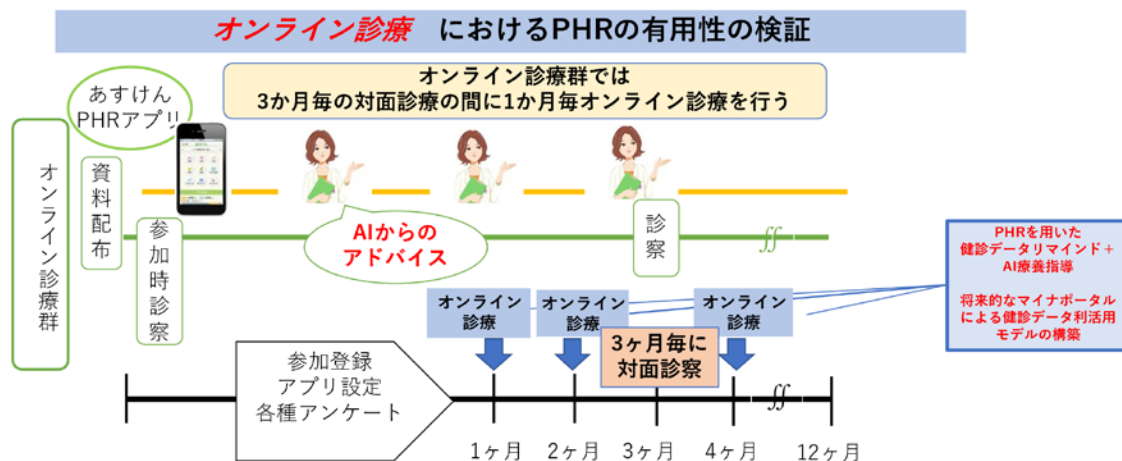 オンライン診療 におけるPHRの有用性の検証
オンライン診療群では
3か月毎の対面診療の間に1か月毎オンライン診療を行う
あすけん
PHRアプリ
オンライン診療群
資料配布
参加時診察
AIからの
アドバイス
診察
∬
PHRを用いた
健診データリマインド＋
AI療養指導
将来的なマイナポータル
による健診データ利活用
モデルの構築
オンライン
診療
オンライン
診療
オンライン
診療
3ヶ月毎に
対面診察
参加登録
アプリ設定
各種アンケート
∬
1ヶ月
2ヶ月
3ヶ月
4ヶ月
12ヶ月